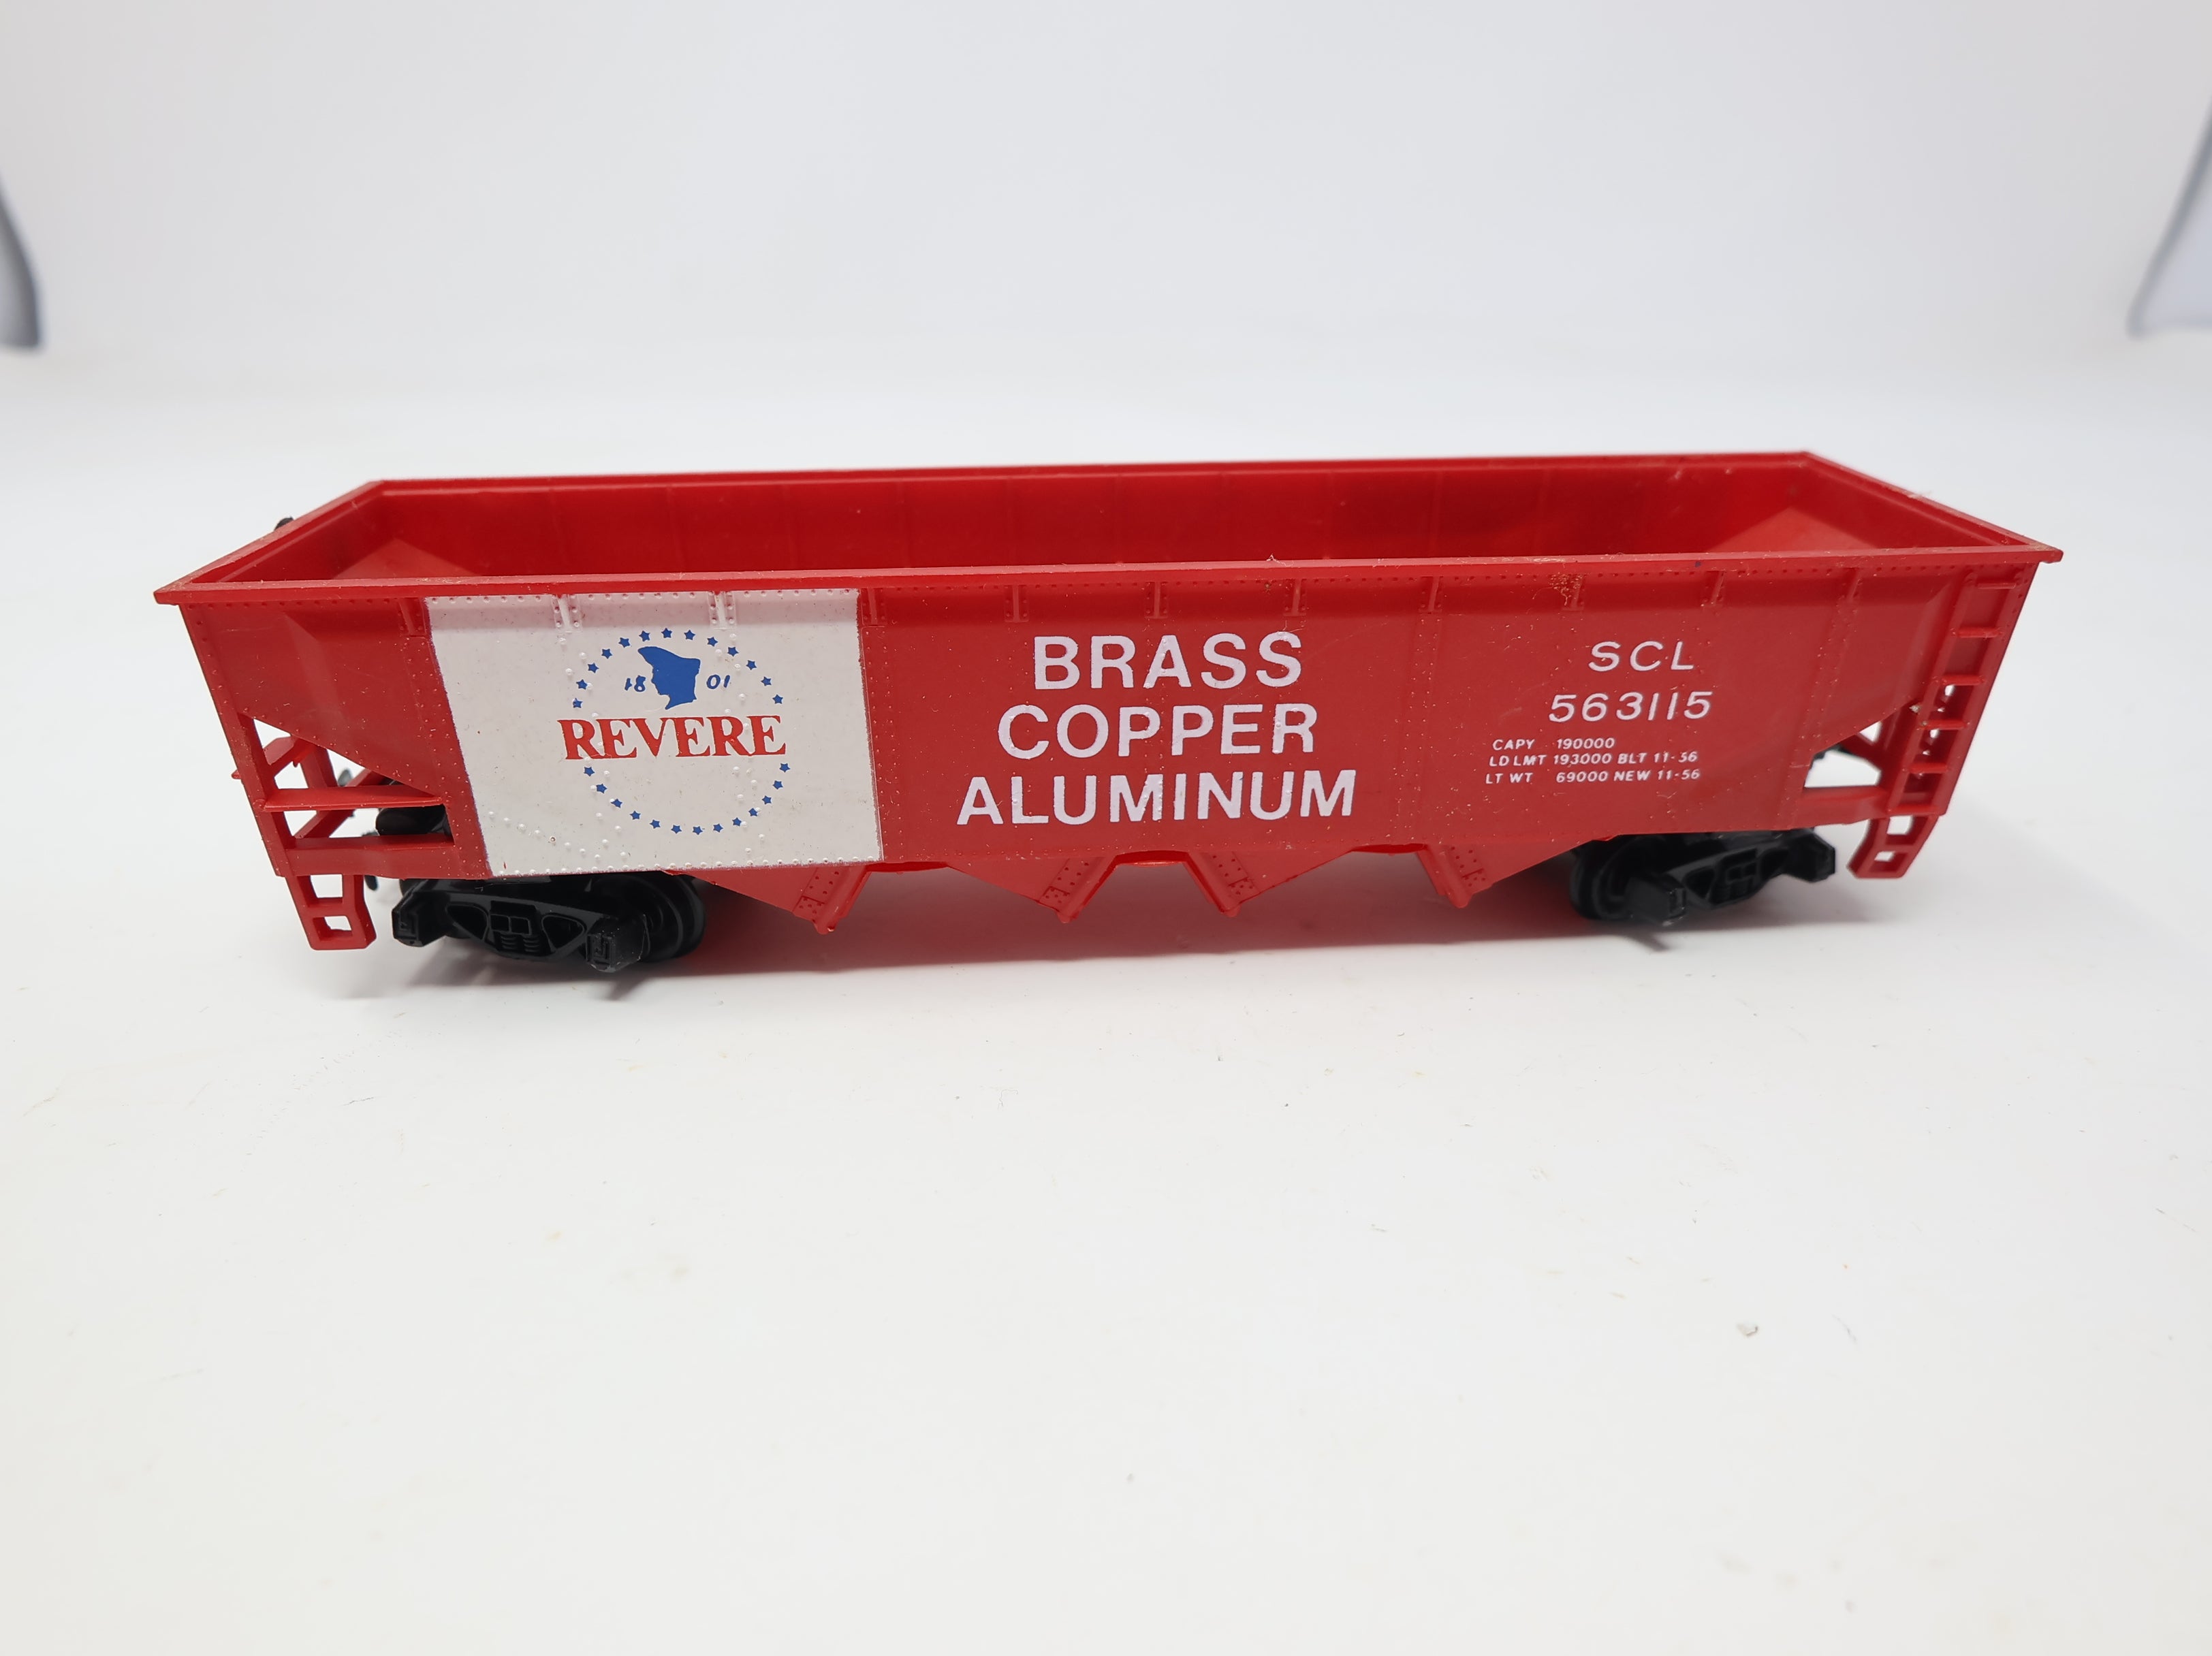 18 01
REVERE
BRASS
COPPER
ALUMINUM
SCL
563115
CAPY 190000
LD LMT 193000 BLT 11-56
LT WT 69000 NEW 11-56